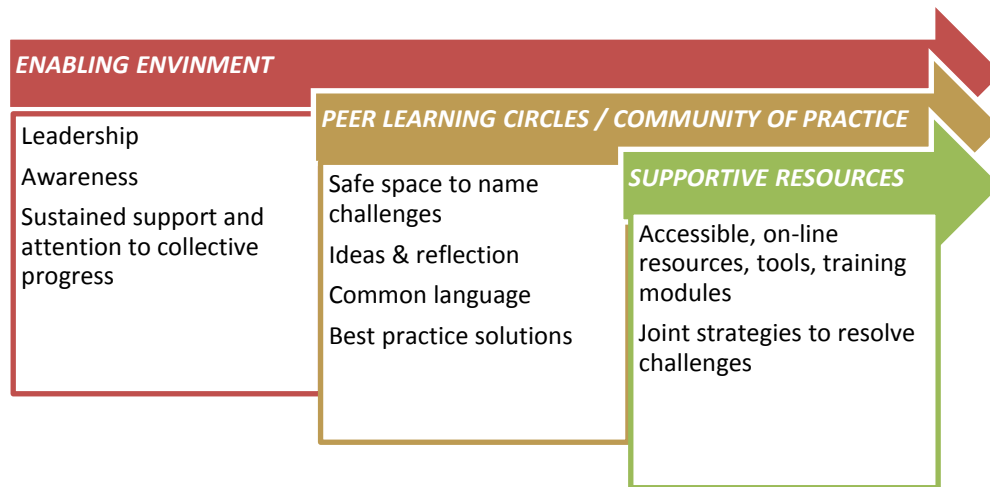 ENABLING ENVINMENT
Leadership
Awareness
Sustained support and
attention to collective
progress
PEER LEARNING CIRCLES / COMMUNITY OF PRACTICE
Safe space to name
challenges
Ideas & reflection
Common language
Best practice solutions
SUPPORTIVE RESOURCES
Accessible, on-line
resources, tools, training
modules
Joint strategies to resolve
challenges